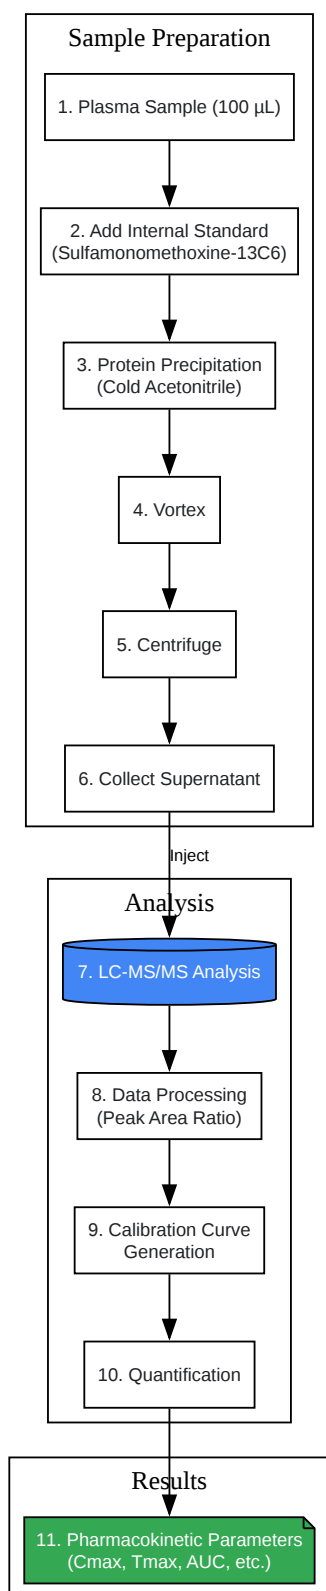 Sample Preparation
1. Plasma Sample (100 µL)
2. Add Internal Standard
(Sulfamonomethoxine-13C6)
3. Protein Precipitation
(Cold Acetonitrile)
4. Vortex
5. Centrifuge
6. Collect Supernatant
Inject
Analysis
7. LC-MS/MS Analysis
8. Data Processing
(Peak Area Ratio)
9. Calibration Curve
Generation
10. Quantification
Results
11. Pharmacokinetic Parameters
(Cmax, Tmax, AUC, etc.)